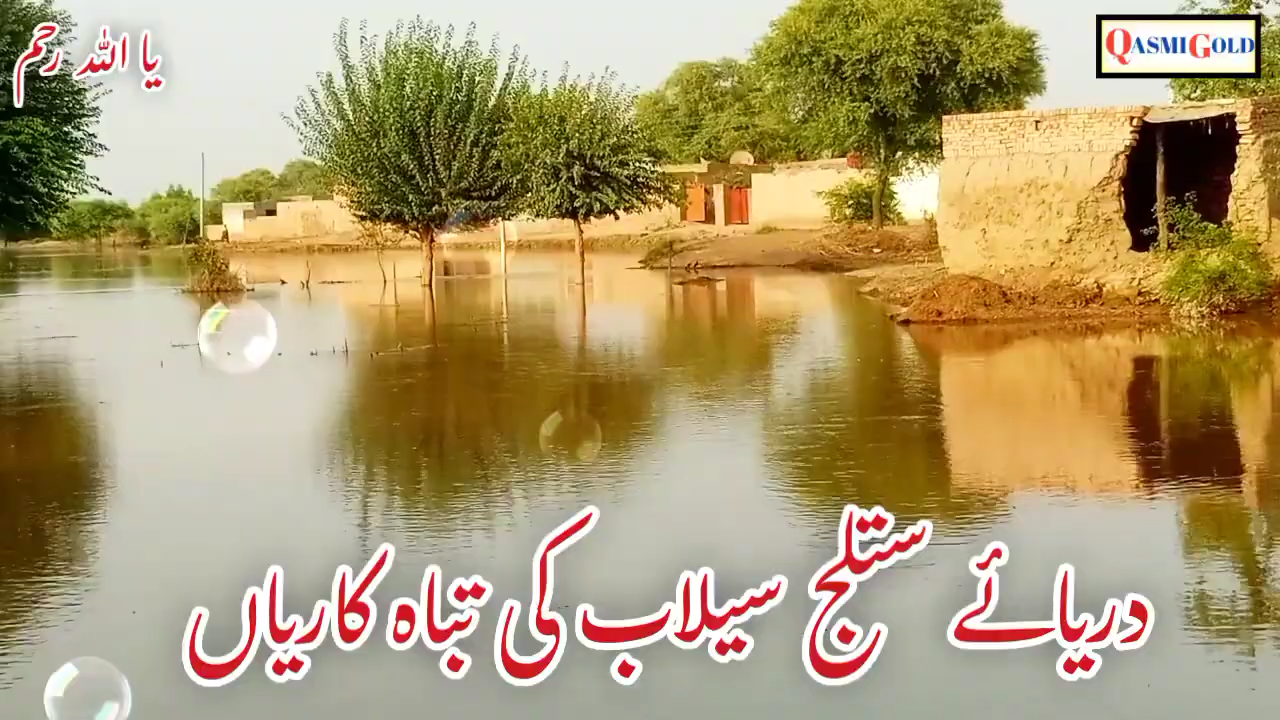 یا اللہ رحم
QASMI GOLD
دریائے ستلج سیلاب کی تباہ کاریاں